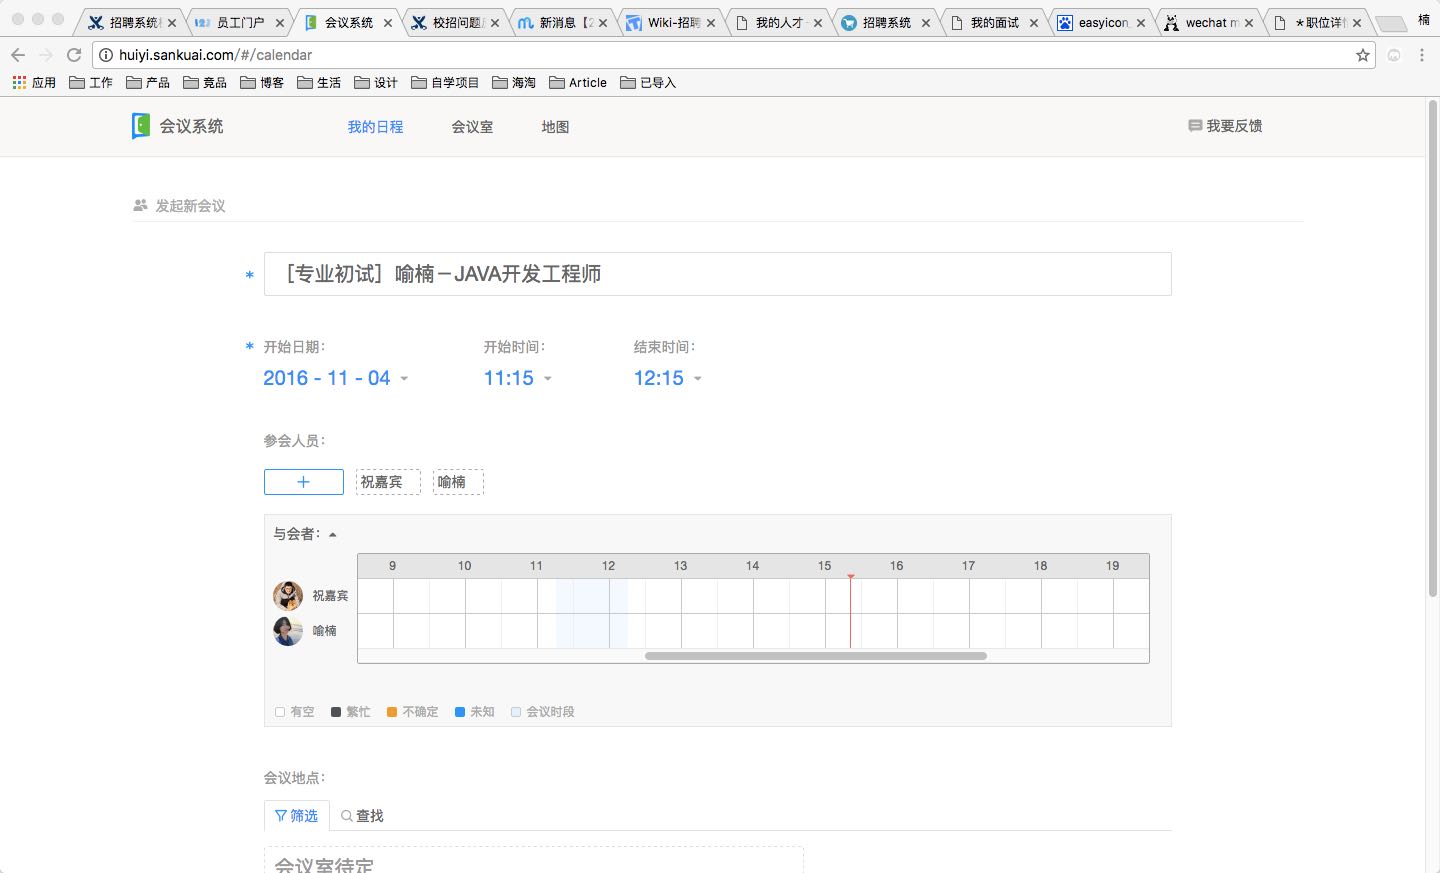 招聘系统 员工门户 会议系统 校招问题 新消息【2 Wiki-招聘 我的人才 招聘系统 我的面试 easyicon wechat m *职位详 楠
huiyi.sankuai.com/#/calendar
应用 工作 产品 竞品 博客 生活 设计 自学项目 海淘 Article 已导入
会议系统 我的日程 会议室 地图 我要反馈
发起新会议
* [专业初试] 喻楠－JAVA开发工程师
* 开始日期: 开始时间: 结束时间:
2016 - 11 - 04 11:15 12:15
参会人员:
+ 祝嘉宾 喻楠
与会者:
9 10 11 12 13 14 15 16 17 18 19
祝嘉宾
喻楠
有空 繁忙 不确定 未知 会议时段
会议地点:
筛选 查找
会议室待定